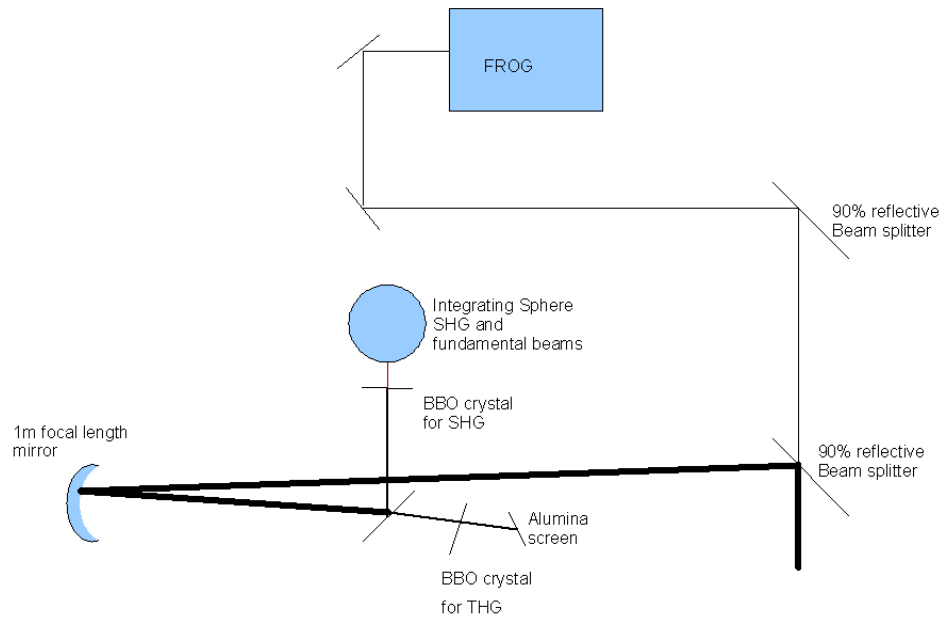 FROG
90% reflective
Beam splitter
Integrating Sphere
SHG and
fundamental beams
BBO crystal
for SHG
1m focal length
mirror
90% reflective
Beam splitter
Alumina
screen
BBO crystal
for THG